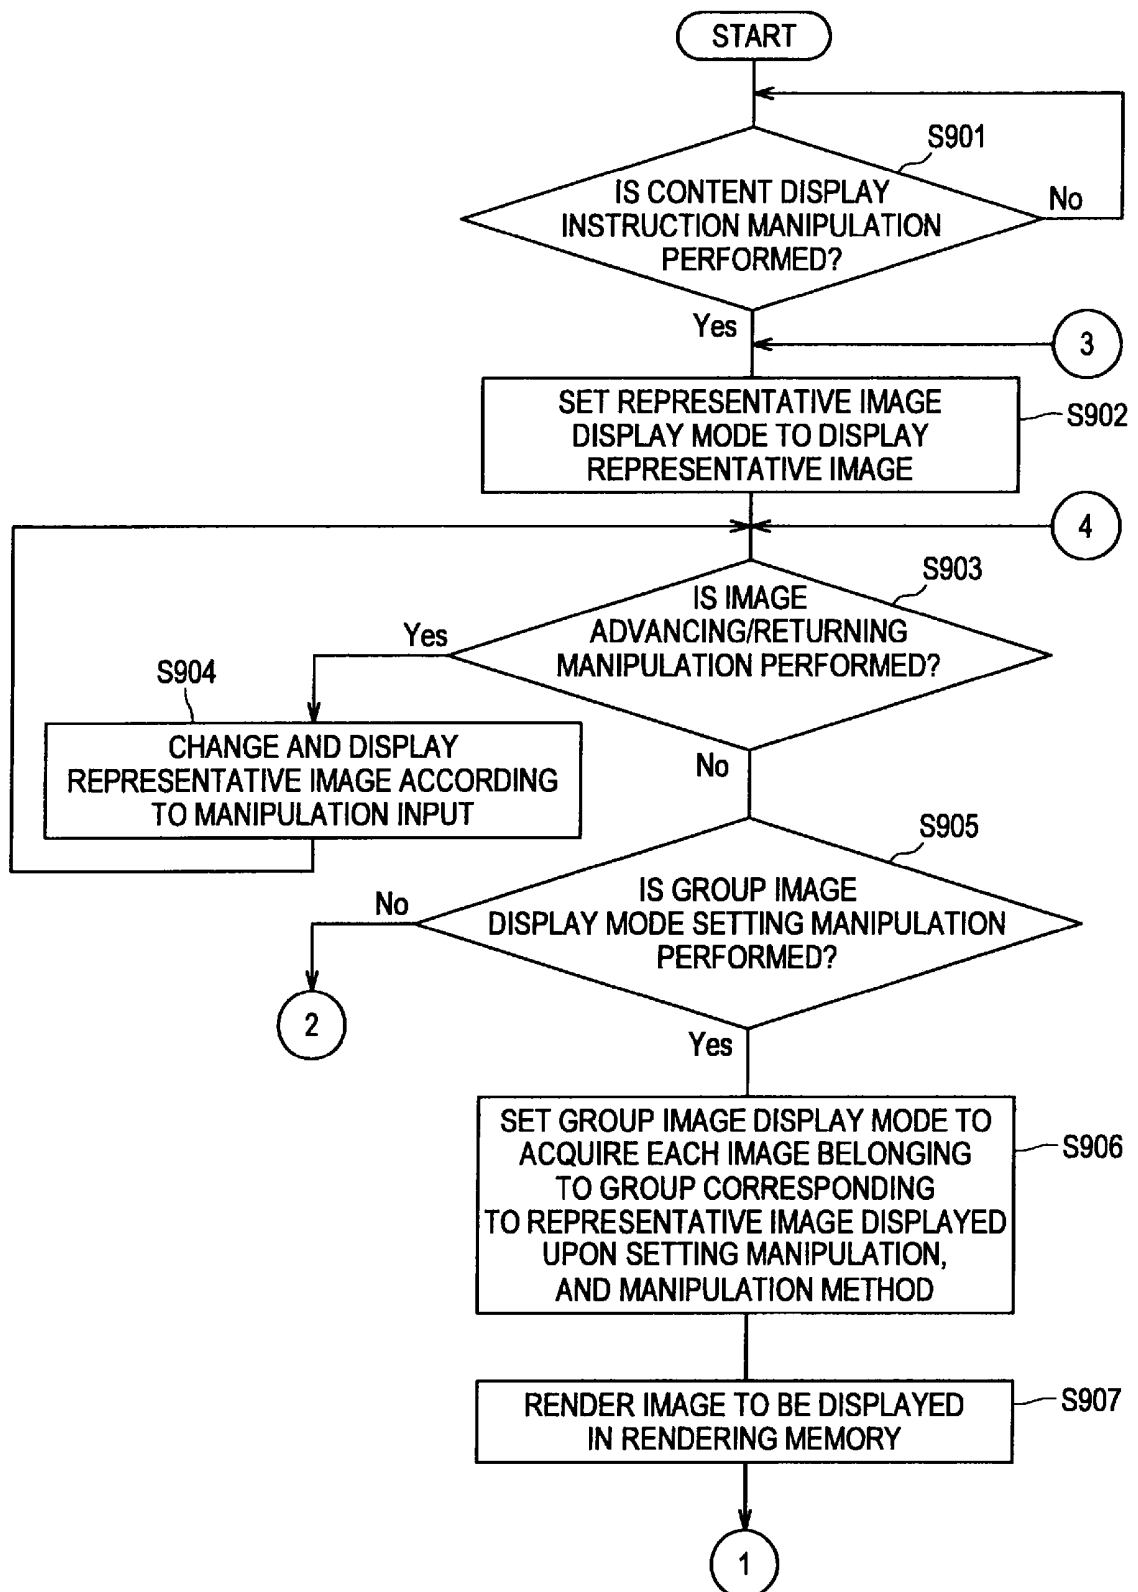 START
S901
IS CONTENT DISPLAY
INSTRUCTION MANIPULATION
PERFORMED?
No
Yes
3
SET REPRESENTATIVE IMAGE
DISPLAY MODE TO DISPLAY
REPRESENTATIVE IMAGE
S902
4
S903
IS IMAGE
ADVANCING/RETURNING
MANIPULATION PERFORMED?
Yes
S904
CHANGE AND DISPLAY
REPRESENTATIVE IMAGE ACCORDING
TO MANIPULATION INPUT
No
S905
IS GROUP IMAGE
DISPLAY MODE SETTING MANIPULATION
PERFORMED?
No
2
Yes
SET GROUP IMAGE DISPLAY MODE TO
ACQUIRE EACH IMAGE BELONGING
TO GROUP CORRESPONDING
TO REPRESENTATIVE IMAGE DISPLAYED
UPON SETTING MANIPULATION,
AND MANIPULATION METHOD
S906
RENDER IMAGE TO BE DISPLAYED
IN RENDERING MEMORY
S907
1